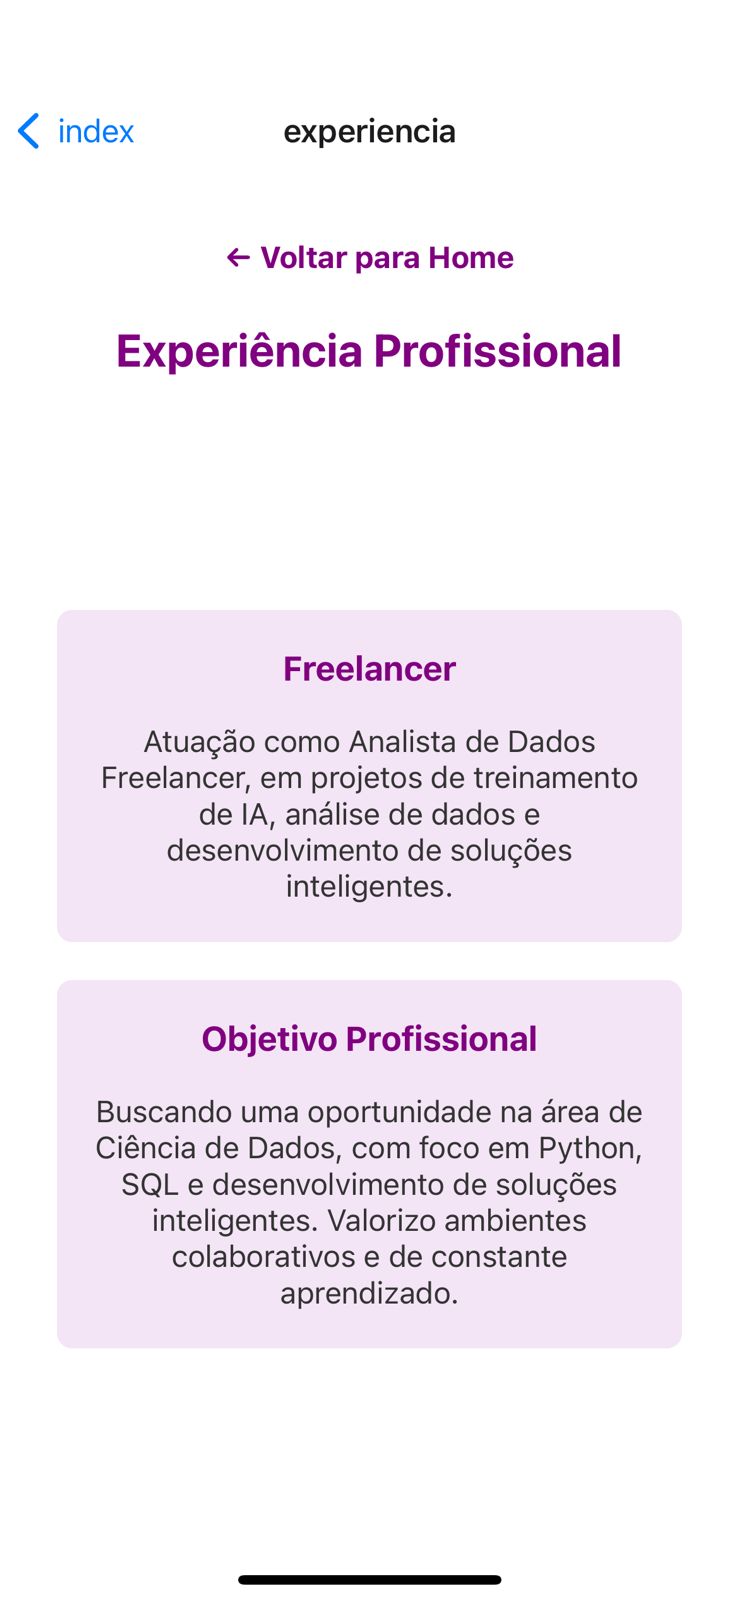 index
experiencia
← Voltar para Home
Experiência Profissional
Freelancer
Atuação como Analista de Dados
Freelancer, em projetos de treinamento
de IA, análise de dados e
desenvolvimento de soluções
inteligentes.
Objetivo Profissional
Buscando uma oportunidade na área de
Ciência de Dados, com foco em Python,
SQL e desenvolvimento de soluções
inteligentes. Valorizo ambientes
colaborativos e de constante
aprendizado.